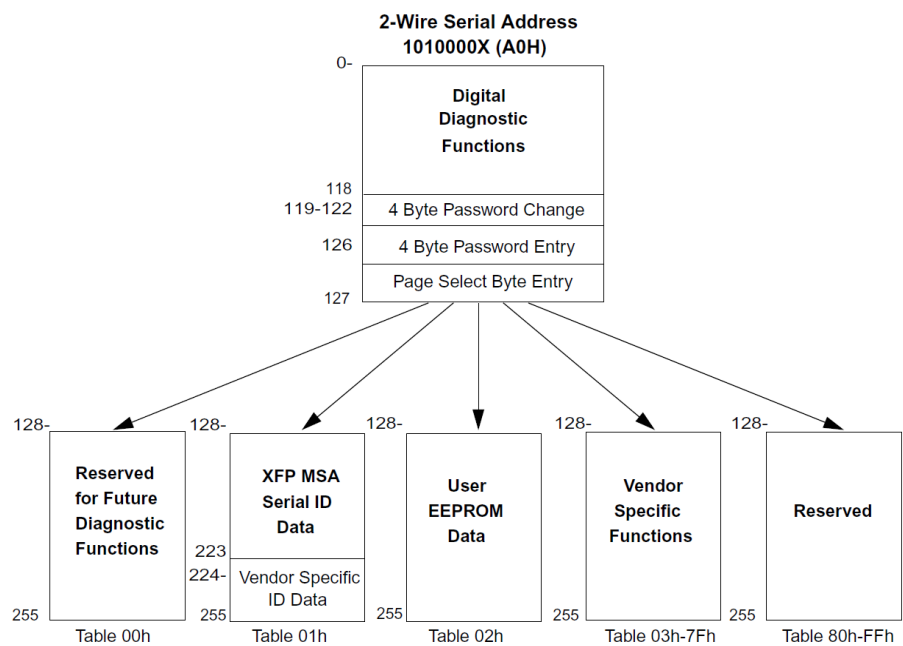 2-Wire Serial Address
1010000X (A0H)
0-
Digital
Diagnostic
Functions
118
119-122
4 Byte Password Change
126
4 Byte Password Entry
Page Select Byte Entry
127
128-
128-
128-
128-
128-
Reserved
for Future
Diagnostic
Functions
XFP MSA
Serial ID
Data
User
EEPROM
Data
Vendor
Specific
Functions
Reserved
223
224-
Vendor Specific
ID Data
255
255
255
255
255
Table 00h
Table 01h
Table 02h
Table 03h-7Fh
Table 80h-FFh